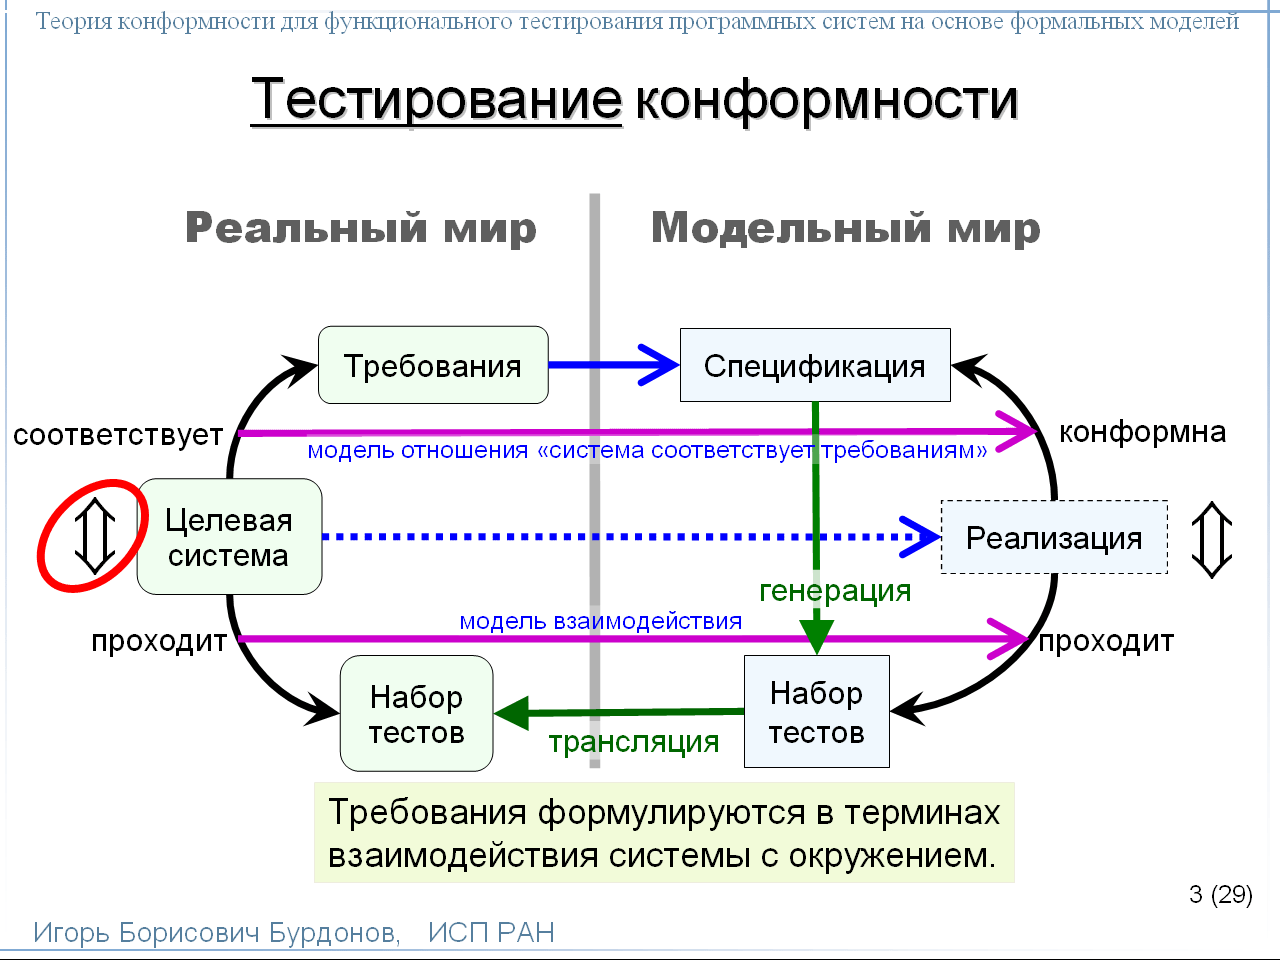 Теория конформности для функционального тестирования программных систем на основе формальных моделей
Тестирование конформности
Реальный мир
Модельный мир
Требования
Спецификация
соответствует
конформна
модель отношения «система соответствует требованиям»
Целевая
система
Реализация
генерация
модель взаимодействия
проходит
проходит
Набор
тестов
Набор
тестов
трансляция
Требования формулируются в терминах
взаимодействия системы с окружением.
3 (29)
Игорь Борисович Бурдонов, ИСП РАН